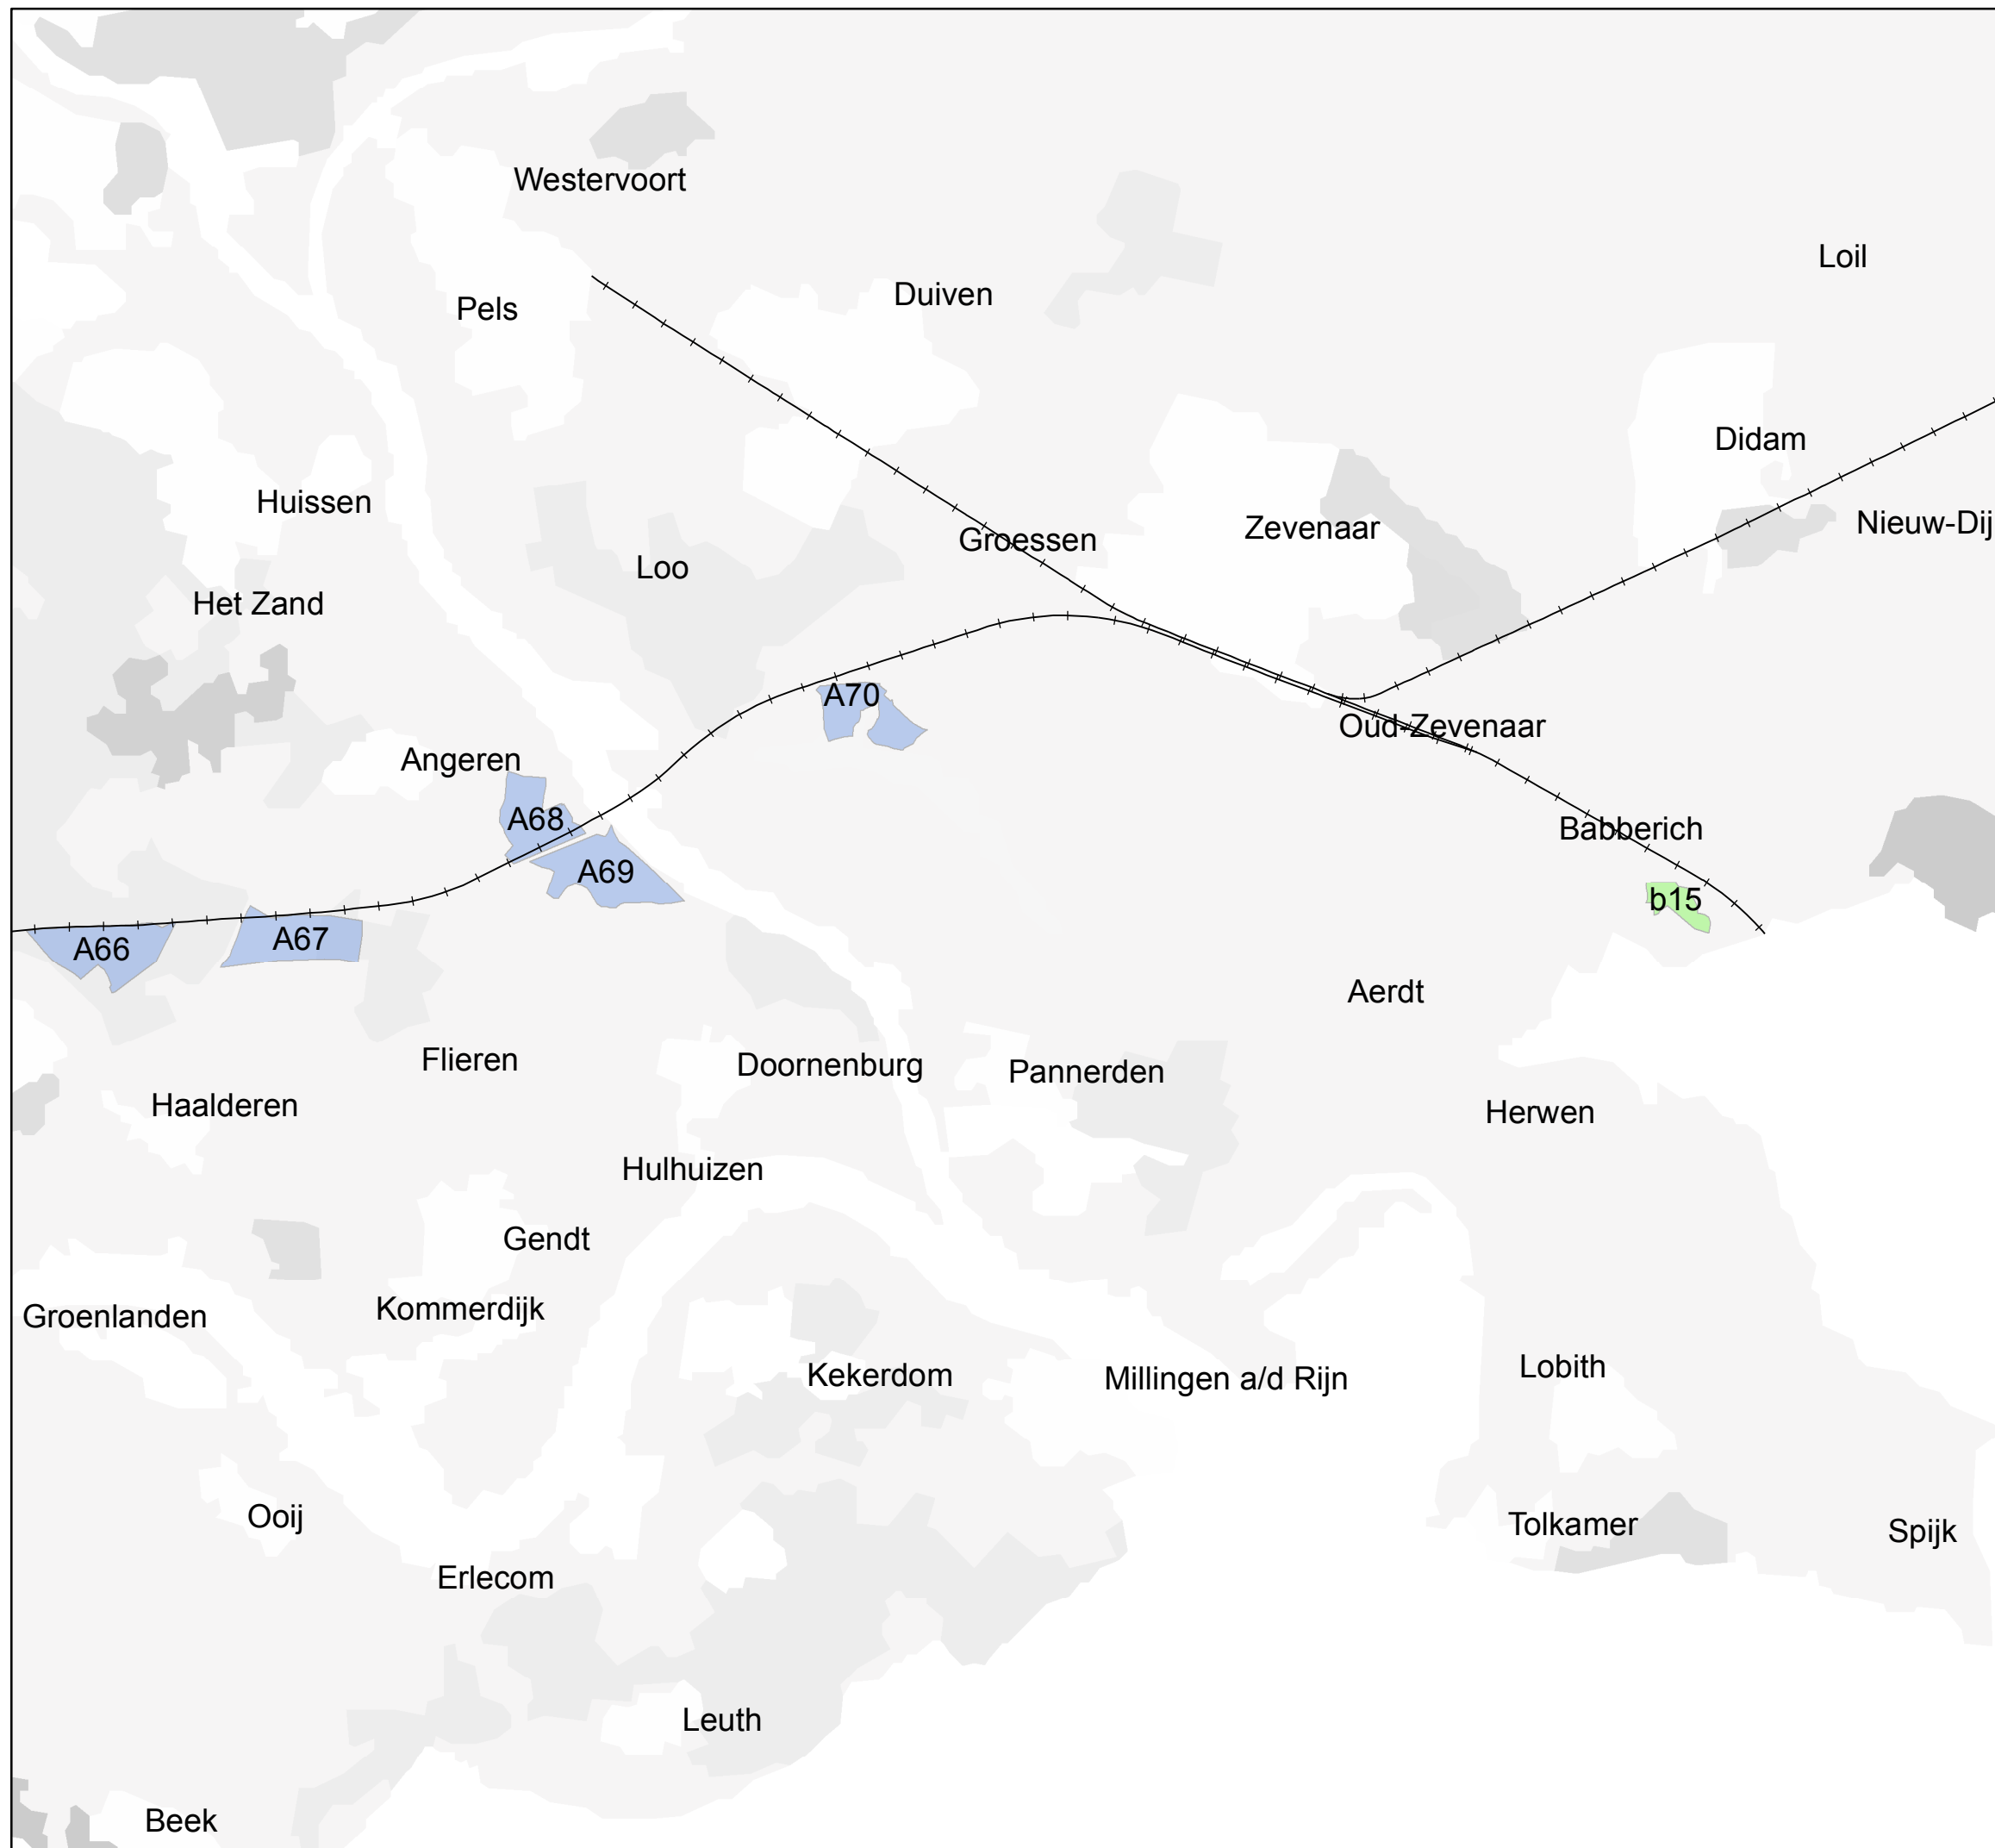 Westervoort
Loil
Duiven
Pels
Didam
Huissen
Nieuw-Dij
Zevenaar
Groessen
Loo
Het Zand
A70
Oud-Zevenaar
Angeren
A68
Babberich
A69
b15
A67
A66
Aerdt
Flieren
Doornenburg
Pannerden
Haalderen
Herwen
Hulhuizen
Gendt
Kommerdijk
Groenlanden
Lobith
Kekerdom
Millingen a/d Rijn
Ooij
Tolkamer
Spijk
Erlecom
Leuth
Beek